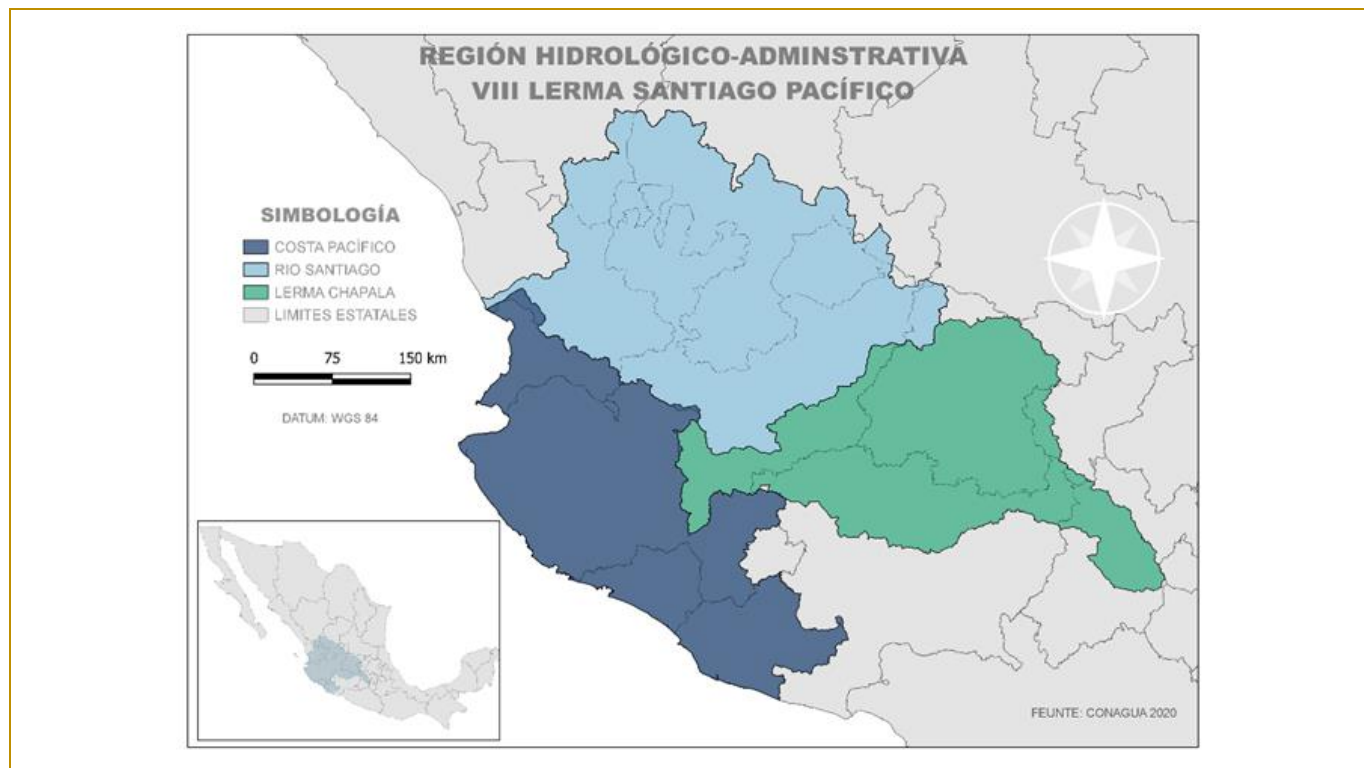 REGIÓN HIDROLÓGICO-ADMINSTRATIVA
VIII LERMA SANTIAGO PACÍFICO
SIMBOLOGÍA
COSTA PACÍFICO
RIO SANTIAGO
LERMA CHAPALA
LIMITES ESTATALES
0 75 150 km
DATUM: WGS 84
FEUNTE: CONAGUA 2020